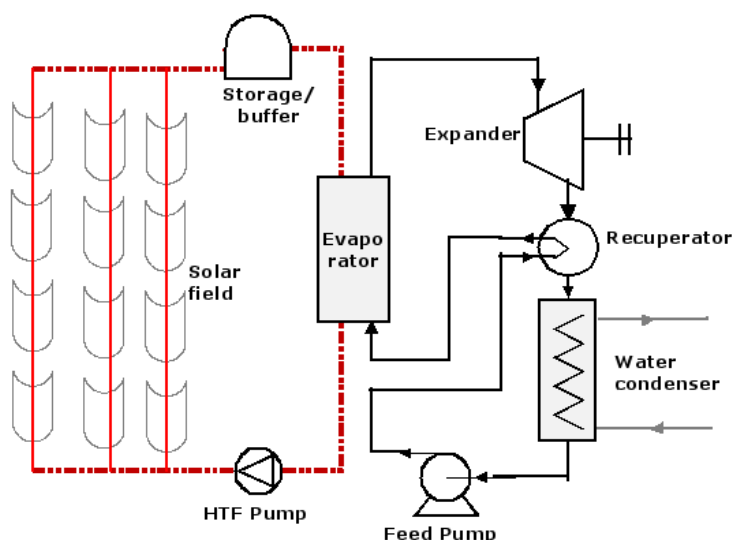 Storage/
buffer
Expander
Evapo
rator
Recuperator
Solar
field
Water
condenser
HTF Pump
Feed Pump